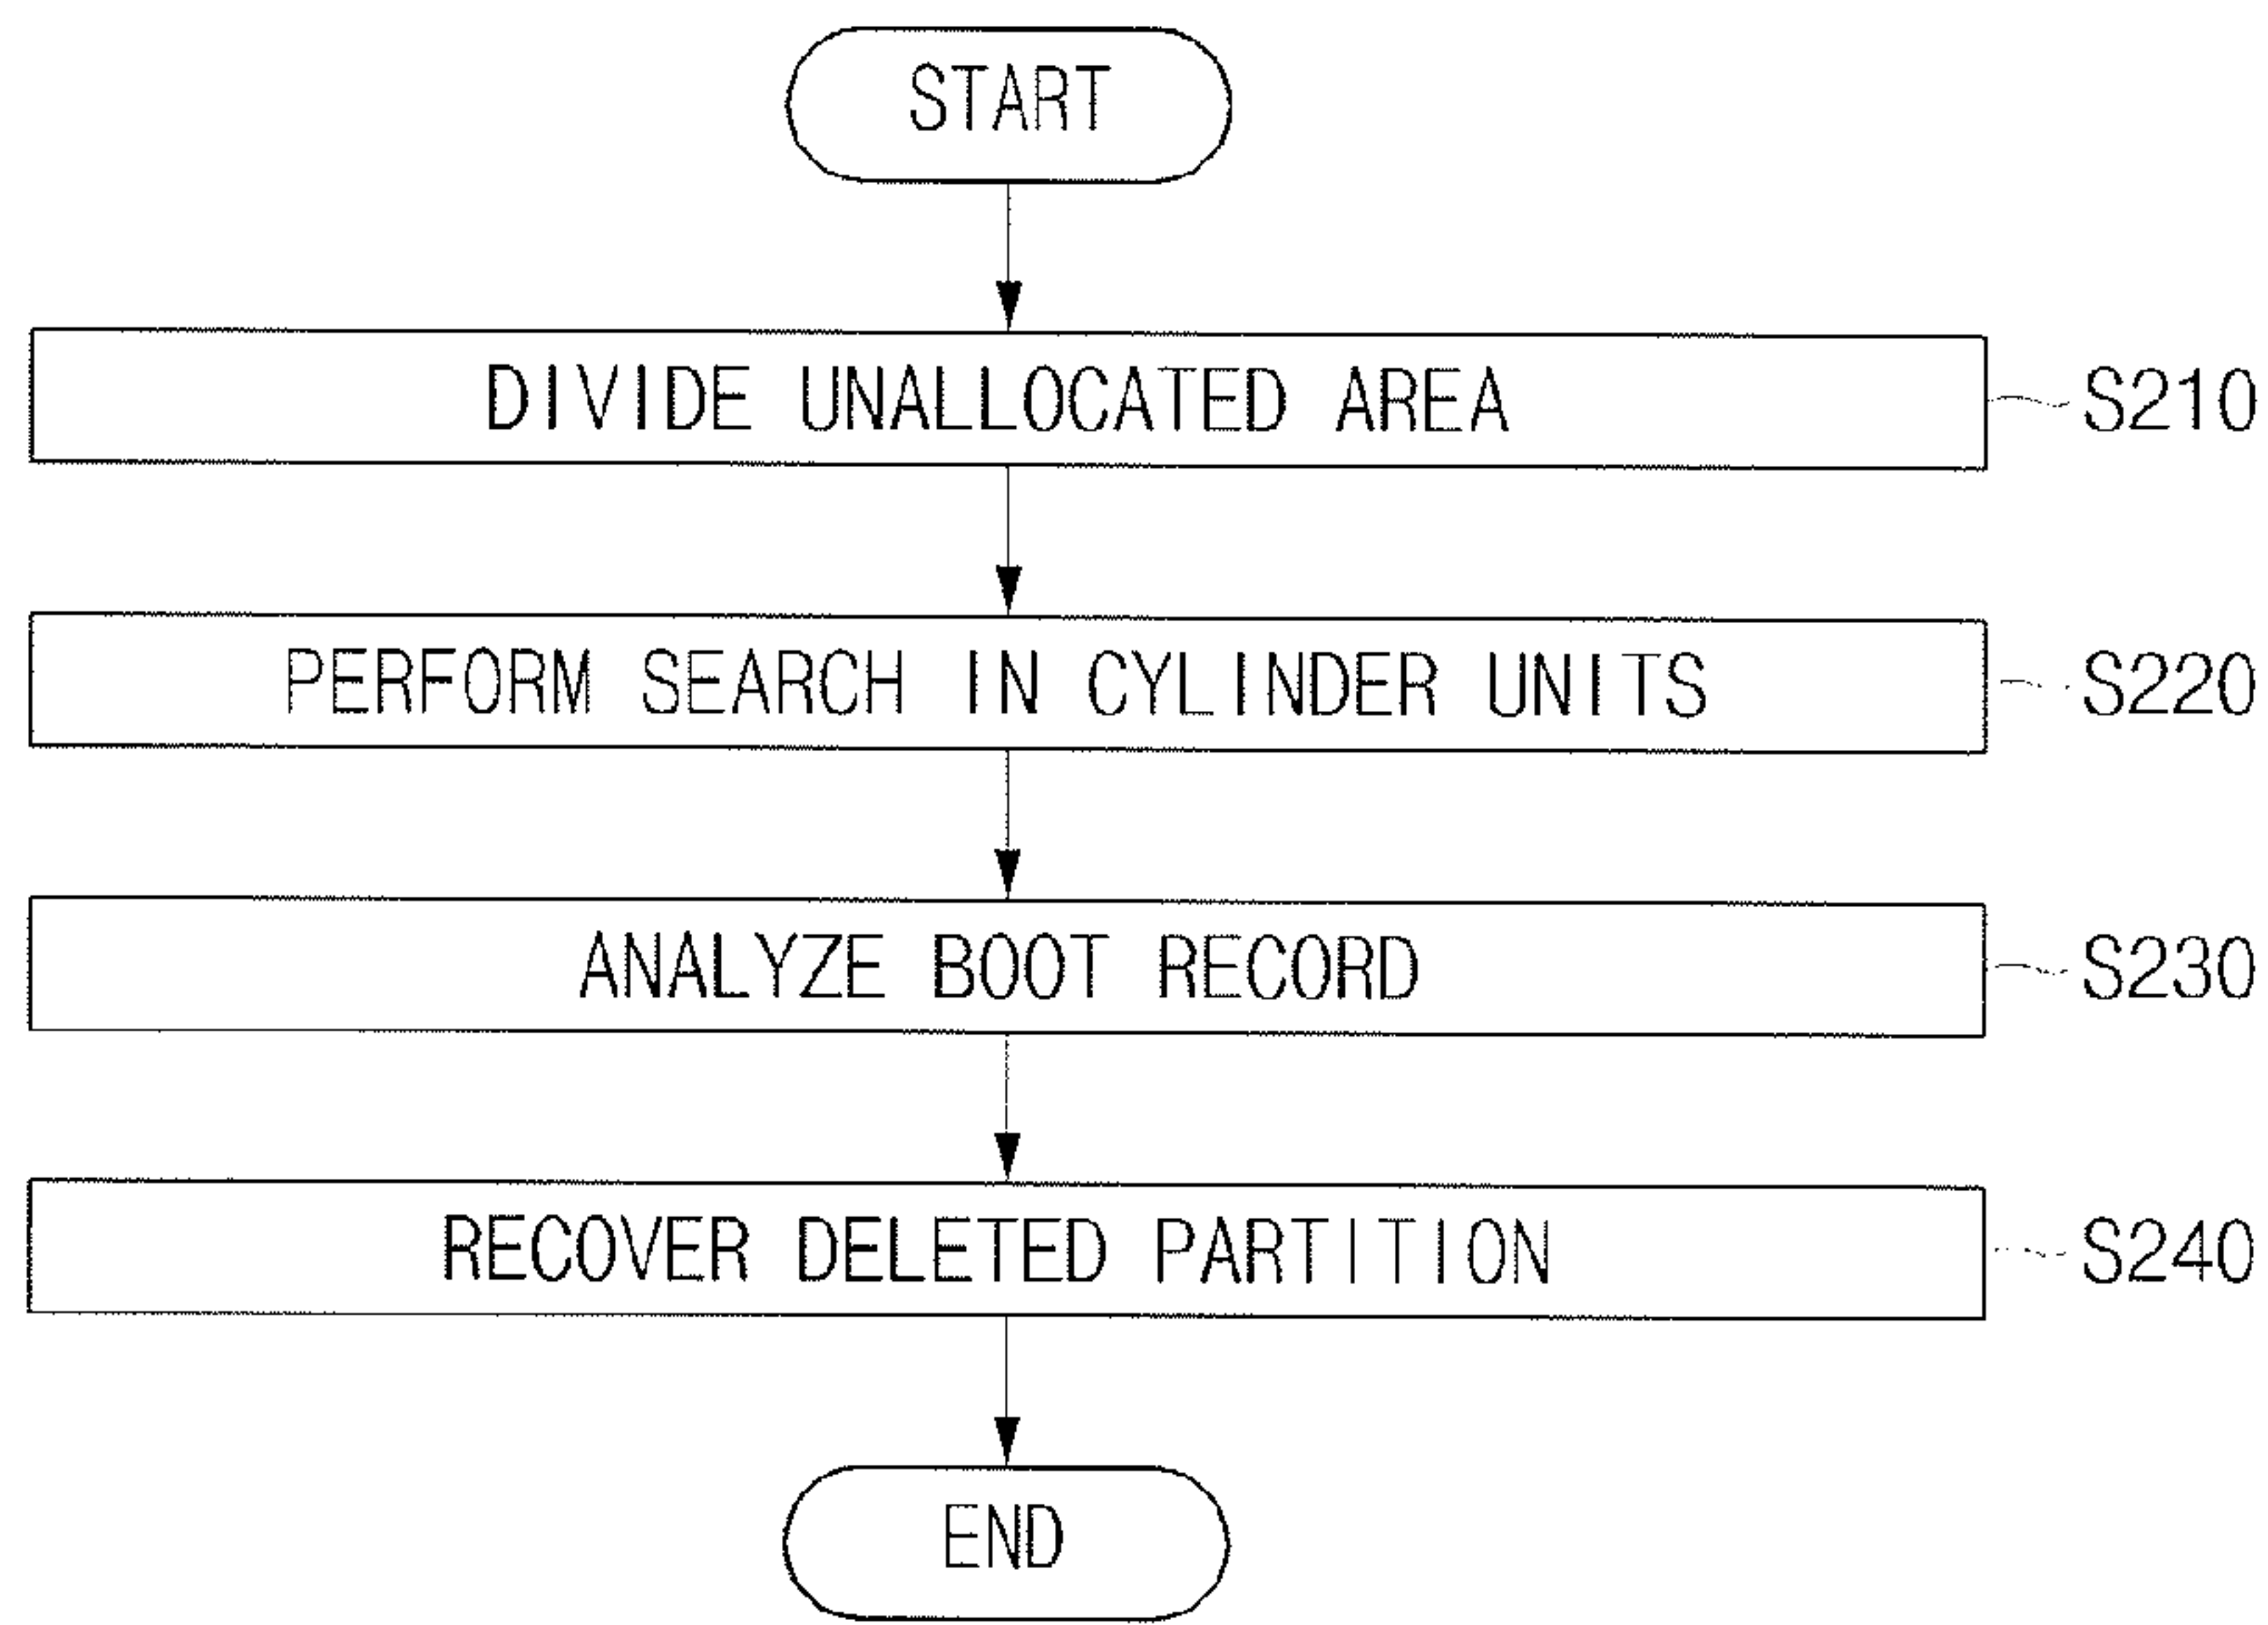 START
DIVIDE UNALLOCATED AREA
S210
PERFORM SEARCH IN CYLINDER UNITS
S220
ANALYZE BOOT RECORD
S230
RECOVER DELETED PARTITION
S240
END